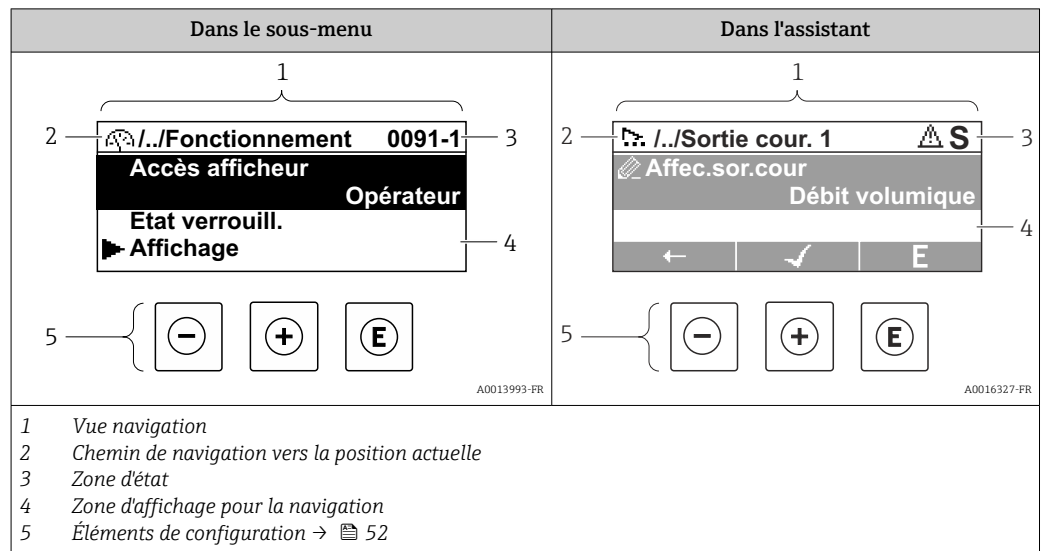 Dans le sous-menu
Dans l'assistant
1
2
/../Fonctionnement 0091-1
3
Accès afficheur
Opérateur
Etat verrouill.
Affichage
4
5
- + E
A0013993-FR
1
2
/../Sortie cour. 1 S
3
Affec.sor.cour
Débit volumique
4
← ✓ E
5
- + E
A0016327-FR
1 Vue navigation
2 Chemin de navigation vers la position actuelle
3 Zone d'état
4 Zone d'affichage pour la navigation
5 Éléments de configuration → 52